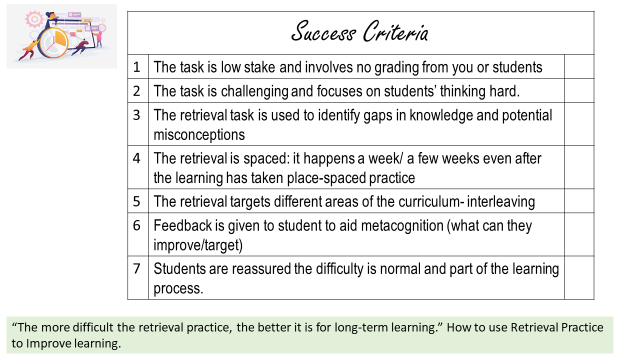 Success Criteria
1 The task is low stake and involves no grading from you or students
2 The task is challenging and focuses on students' thinking hard.
3 The retrieval task is used to identify gaps in knowledge and potential
misconceptions
4 The retrieval is spaced: it happens a week/ a few weeks even after
the learning has taken place-spaced practice
5 The retrieval targets different areas of the curriculum- interleaving
6 Feedback is given to student to aid metacognition (what can they
improve/target)
7 Students are reassured the difficulty is normal and part of the learning
process.
“The more difficult the retrieval practice, the better it is for long-term learning.” How to use Retrieval Practice
to Improve learning.